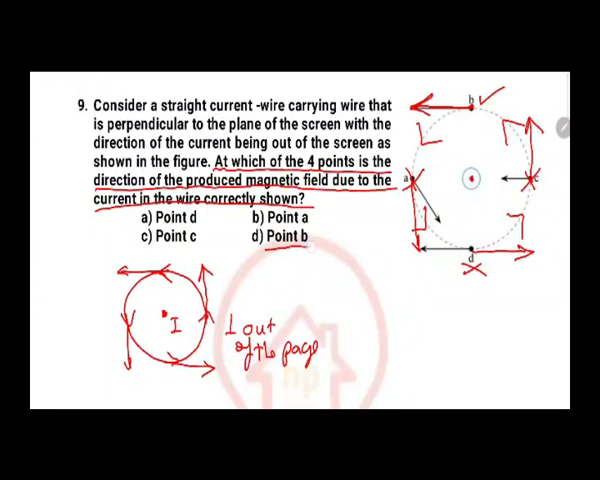 9. Consider a straight current -wire carrying wire that
is perpendicular to the plane of the screen with the
direction of the current being out of the screen as
shown in the figure. At which of the 4 points is the
direction of the produced magnetic field due to the
current in the wire correctly shown?
a) Point d b) Point a
c) Point c d) Point b
b
a
c
d
I
I out
of the page
hp